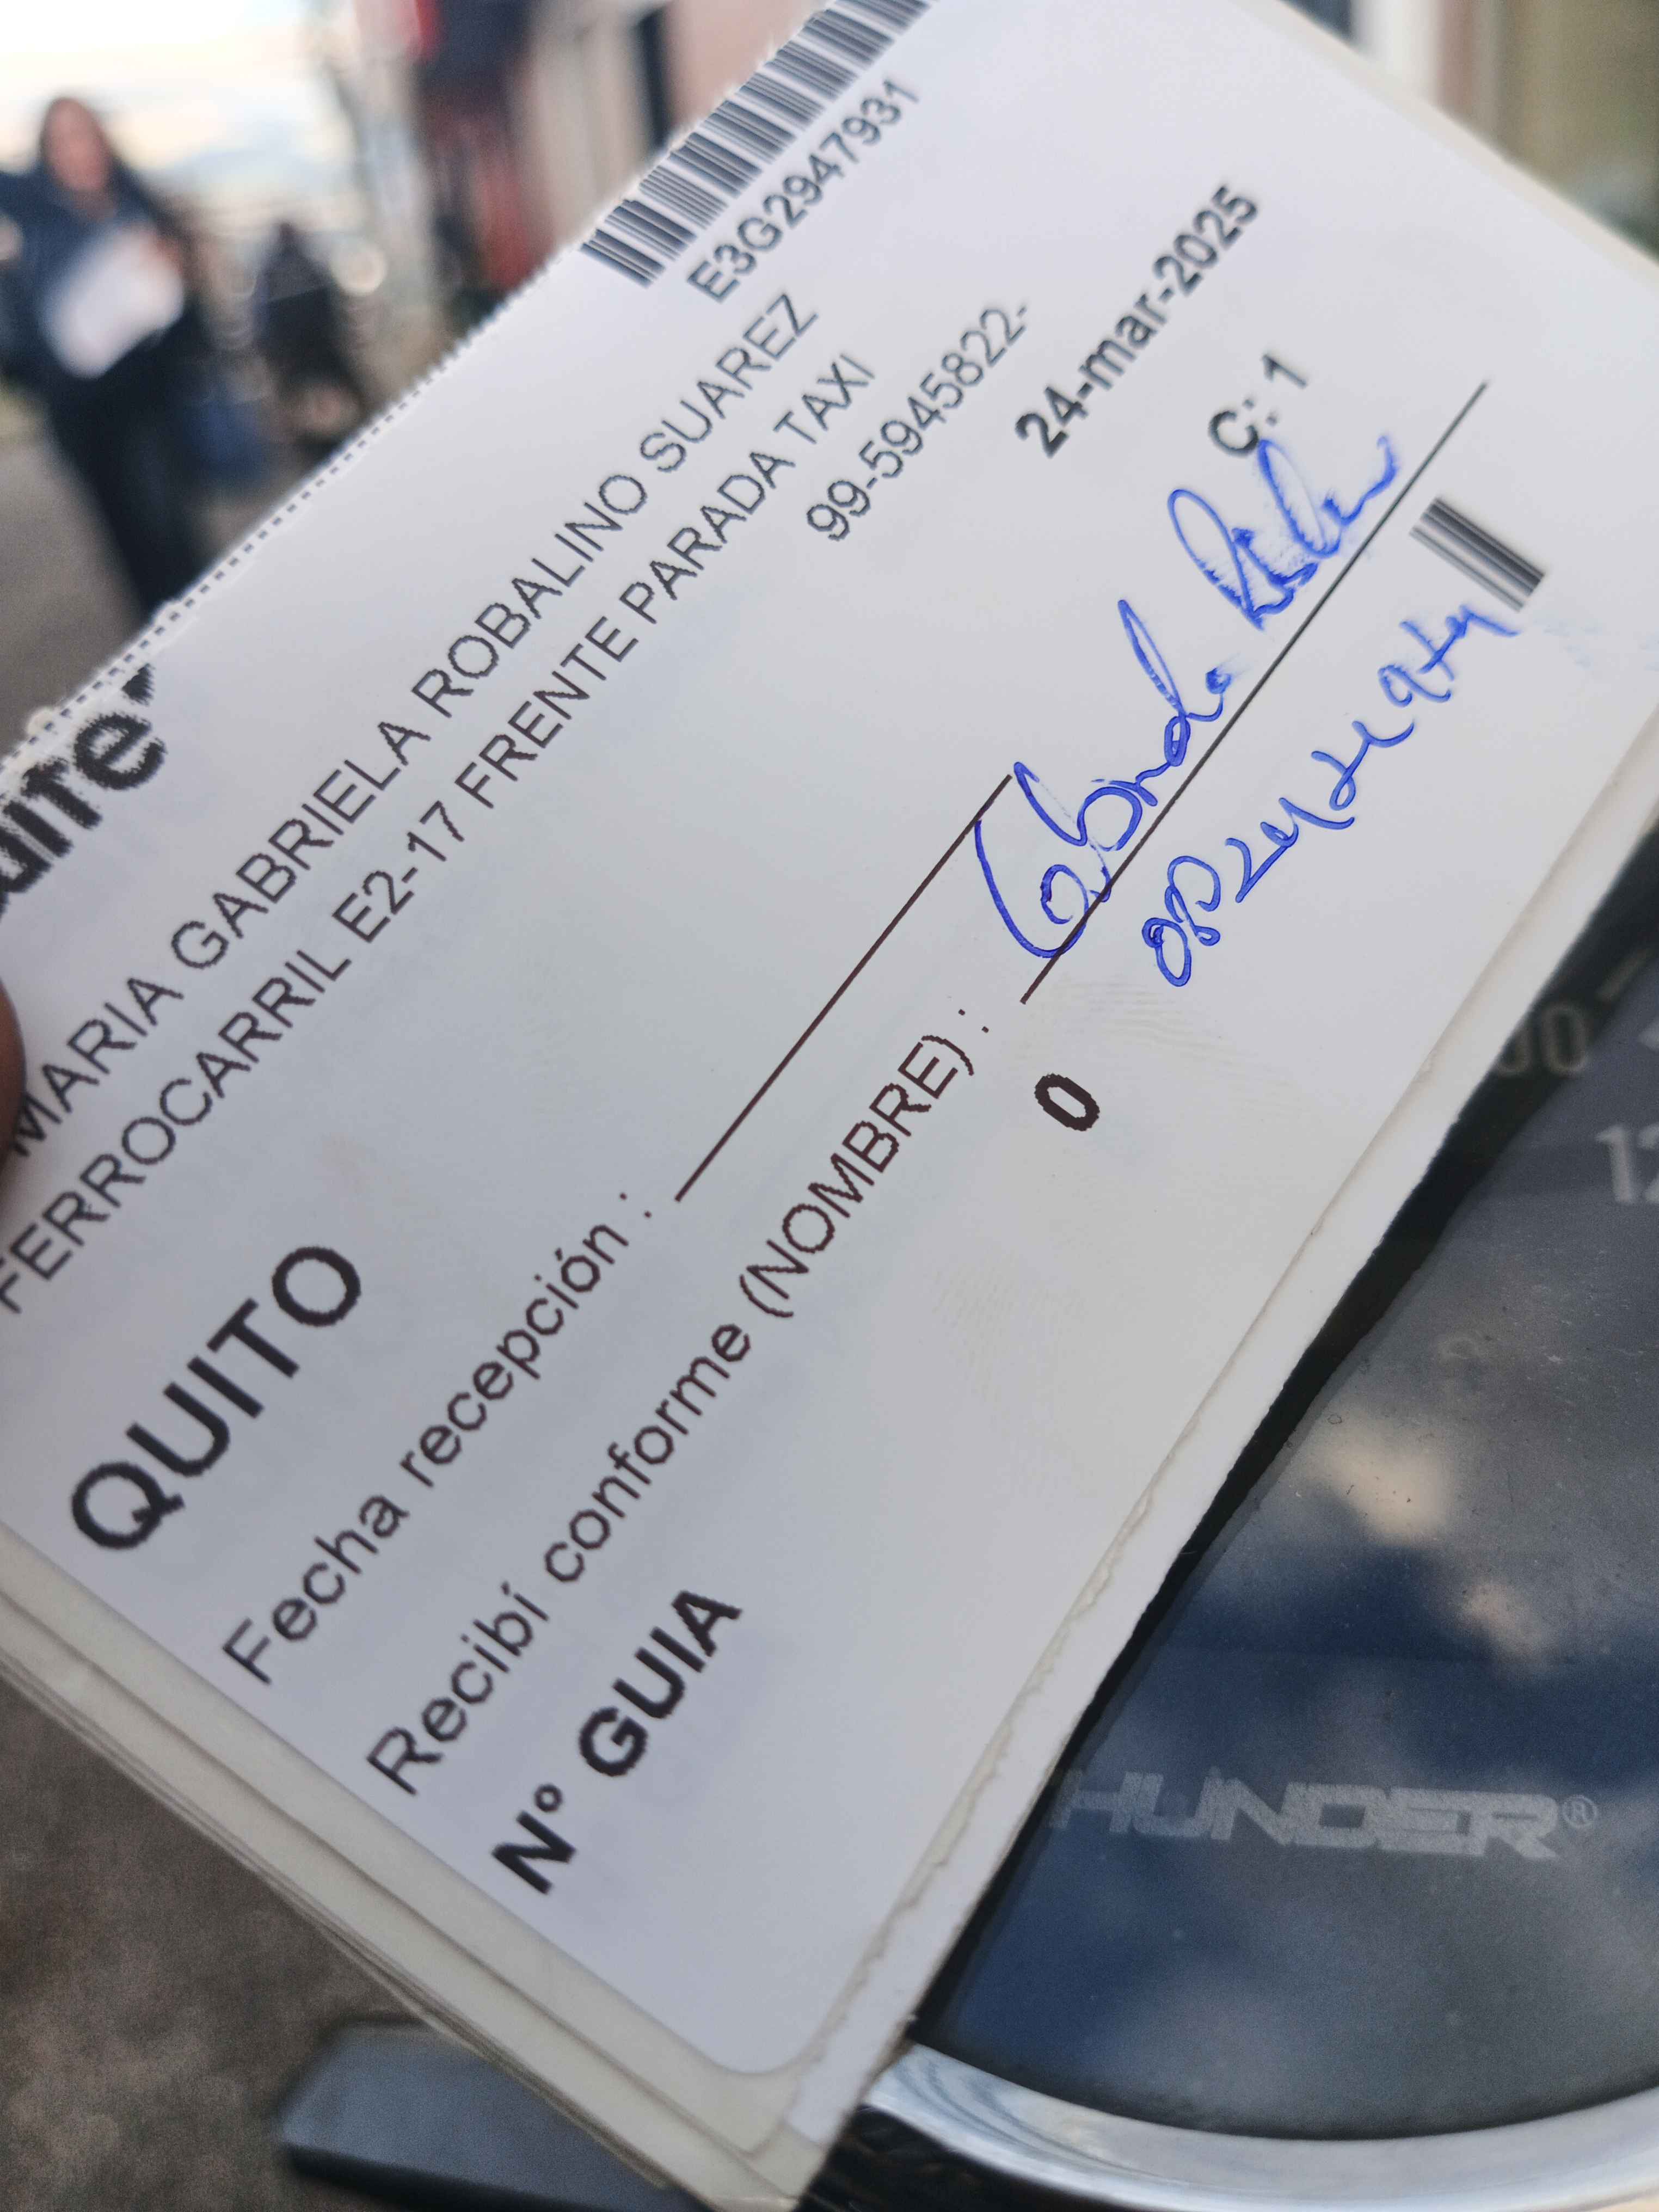 E3G2947931
MARIA GABRIELA ROBALINO SUAREZ
FERROCARRIL E2-17 FRENTE PARADA TAXI
99-5945822-
QUITO
24-mar-2025
Fecha recepción :
C: 1
Recibí conforme (NOMBRE) :
Nº GUIA
0
HUNDER®